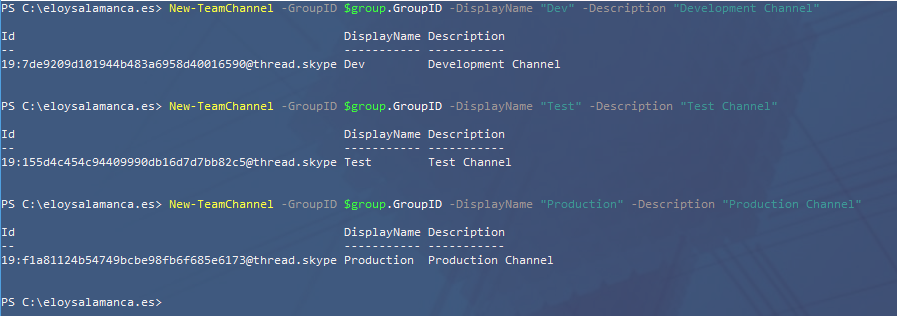 PS C:\eloysalamanca.es> New-TeamChannel -GroupID $group.GroupID -DisplayName "Dev" -Description "Development Channel"
Id DisplayName Description
-- ----------- -----------
19:7de9209d101944b483a6958d40016590@thread.skype Dev Development Channel
PS C:\eloysalamanca.es> New-TeamChannel -GroupID $group.GroupID -DisplayName "Test" -Description "Test Channel"
Id DisplayName Description
-- ----------- -----------
19:155d4c454c94409990db16d7d7bb82c5@thread.skype Test Test Channel
PS C:\eloysalamanca.es> New-TeamChannel -GroupID $group.GroupID -DisplayName "Production" -Description "Production Channel"
Id DisplayName Description
-- ----------- -----------
19:f1a81124b54749bcbe98fb6f685e6173@thread.skype Production Production Channel
PS C:\eloysalamanca.es>